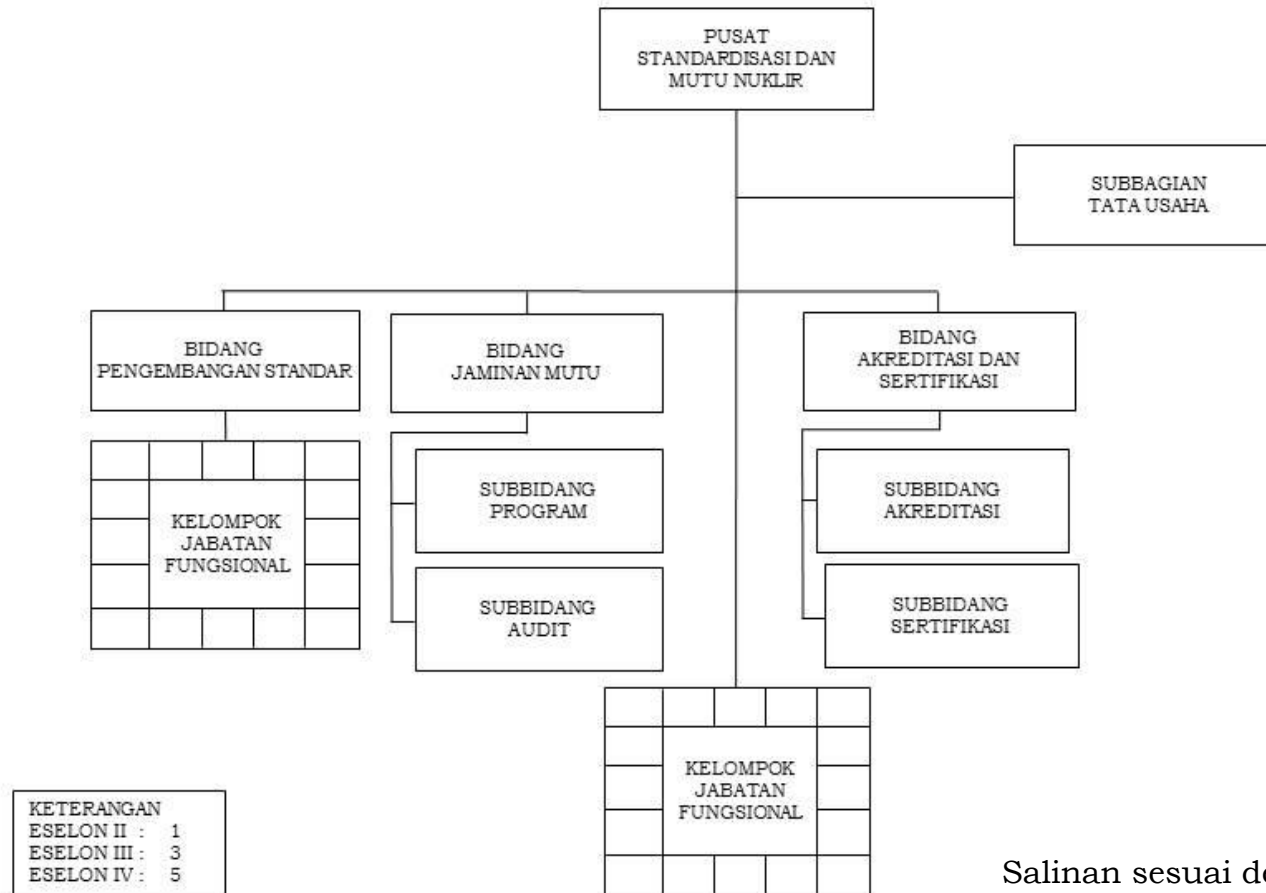 PUSAT
STANDARDISASI DAN
MUTU NUKLIR
SUBBAGIAN
TATA USAHA
BIDANG
PENGEMBANGAN STANDAR
BIDANG
JAMINAN MUTU
BIDANG
AKREDITASI DAN
SERTIFIKASI
KELOMPOK
JABATAN
FUNGSIONAL
SUBBIDANG
PROGRAM
SUBBIDANG
AUDIT
SUBBIDANG
AKREDITASI
SUBBIDANG
SERTIFIKASI
KELOMPOK
JABATAN
FUNGSIONAL
KETERANGAN
ESELON II : 1
ESELON III : 3
ESELON IV : 5
Salinan sesuai de